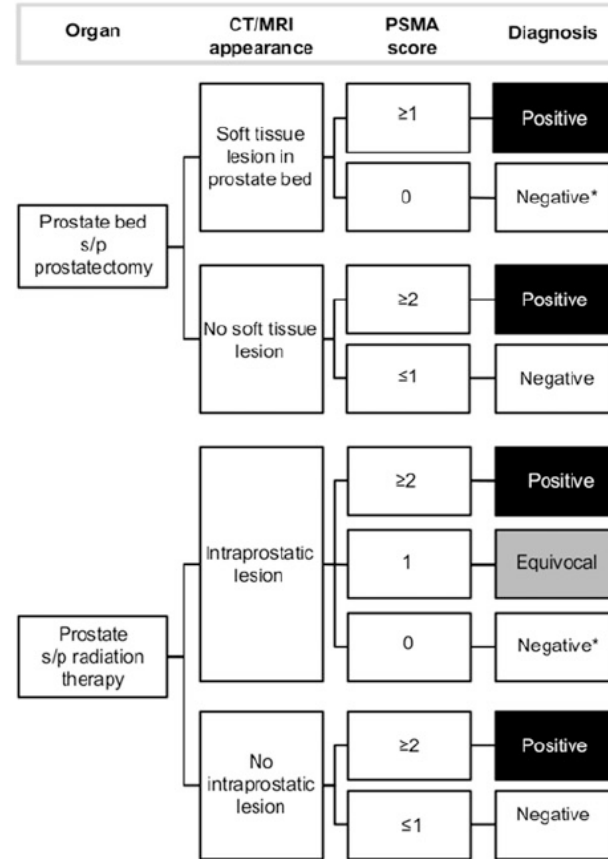 Organ
CT/MRI
appearance
PSMA
score
Diagnosis
Prostate bed
s/p
prostatectomy
Soft tissue
lesion in
prostate bed
≥1
Positive
0
Negative*
No soft tissue
lesion
≥2
Positive
≤1
Negative
Prostate
s/p radiation
therapy
Intraprostatic
lesion
≥2
Positive
1
Equivocal
0
Negative*
No
intraprostatic
lesion
≥2
Positive
≤1
Negative